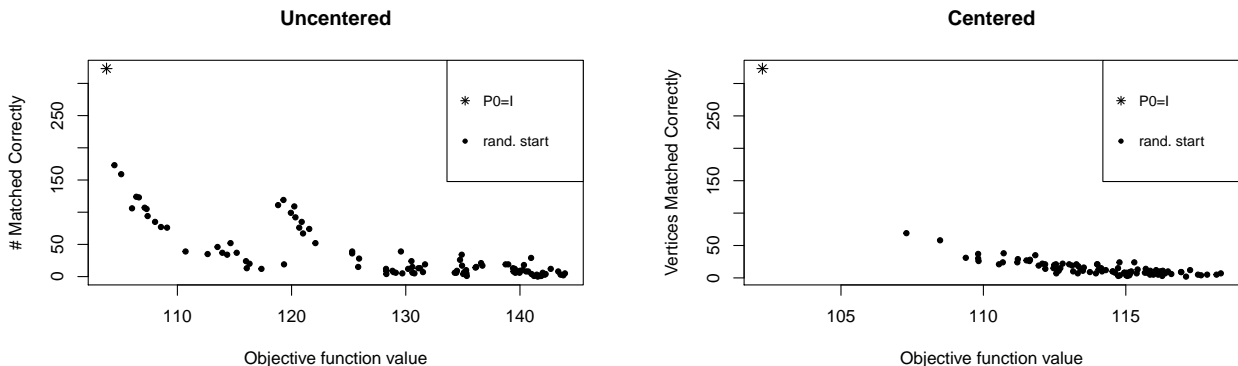 Uncentered
# Matched Correctly
250
150
50
0
P0=I
rand. start
110
120
130
140
Objective function value
Centered
Vertices Matched Correctly
250
150
50
0
P0=I
rand. start
105
110
115
Objective function value